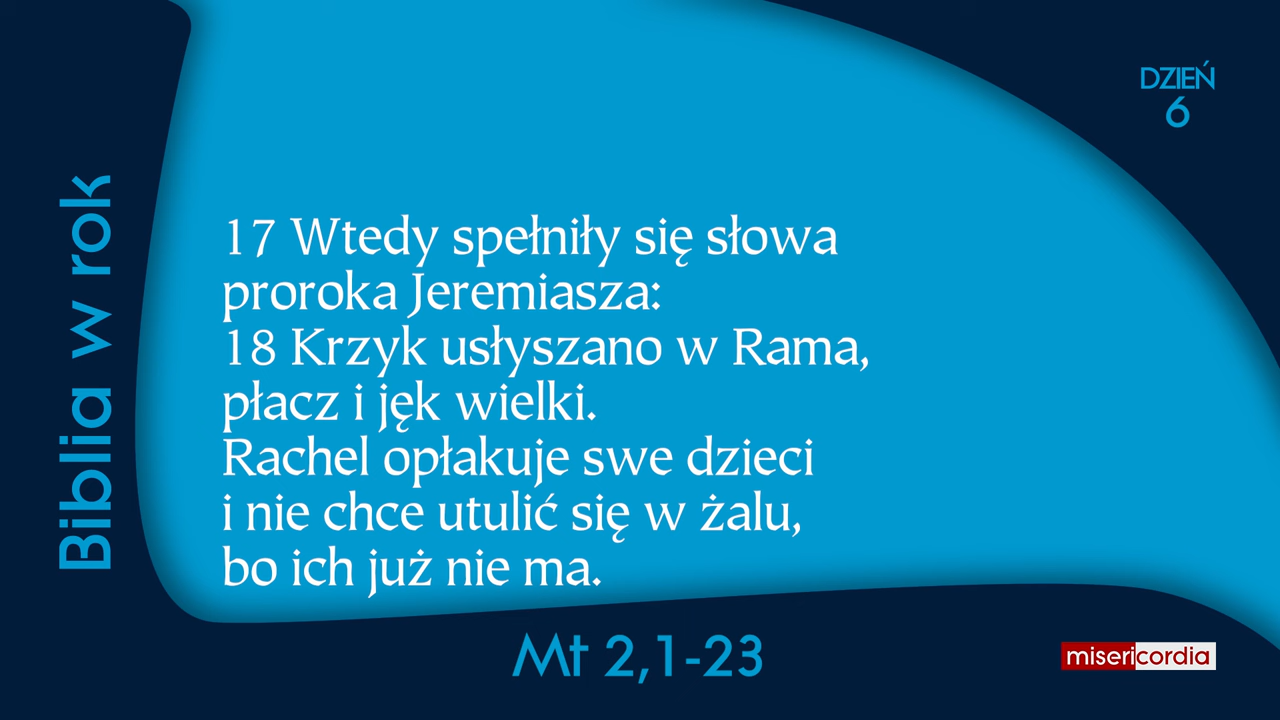 DZIEŃ
6
Biblia w rok
17 Wtedy spełniły się słowa
proroka Jeremiasza:
18 Krzyk usłyszano w Rama,
płacz i jęk wielki.
Rachel opłakuje swe dzieci
i nie chce utulić się w żalu,
bo ich już nie ma.
Mt 2,1-23
misericordia